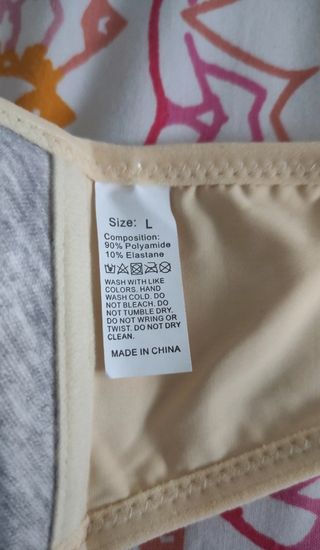 Size: L
Composition:
90% Polyamide
10% Elastane
WASH WITH LIKE
COLORS. HAND
WASH COLD. DO
NOT BLEACH. DO
NOT TUMBLE DRY.
DO NOT WRING OR
TWIST. DO NOT DRY
CLEAN.
MADE IN CHINA